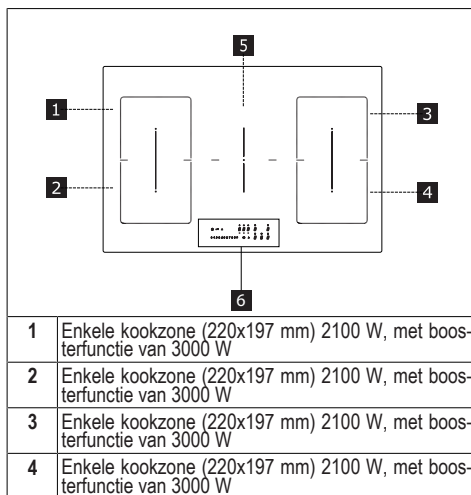 5
1
3
2
4
6
1 Enkele kookzone (220x197 mm) 2100 W, met boos-
terfunctie van 3000 W
2 Enkele kookzone (220x197 mm) 2100 W, met boos-
terfunctie van 3000 W
3 Enkele kookzone (220x197 mm) 2100 W, met boos-
terfunctie van 3000 W
4 Enkele kookzone (220x197 mm) 2100 W, met boos-
terfunctie van 3000 W